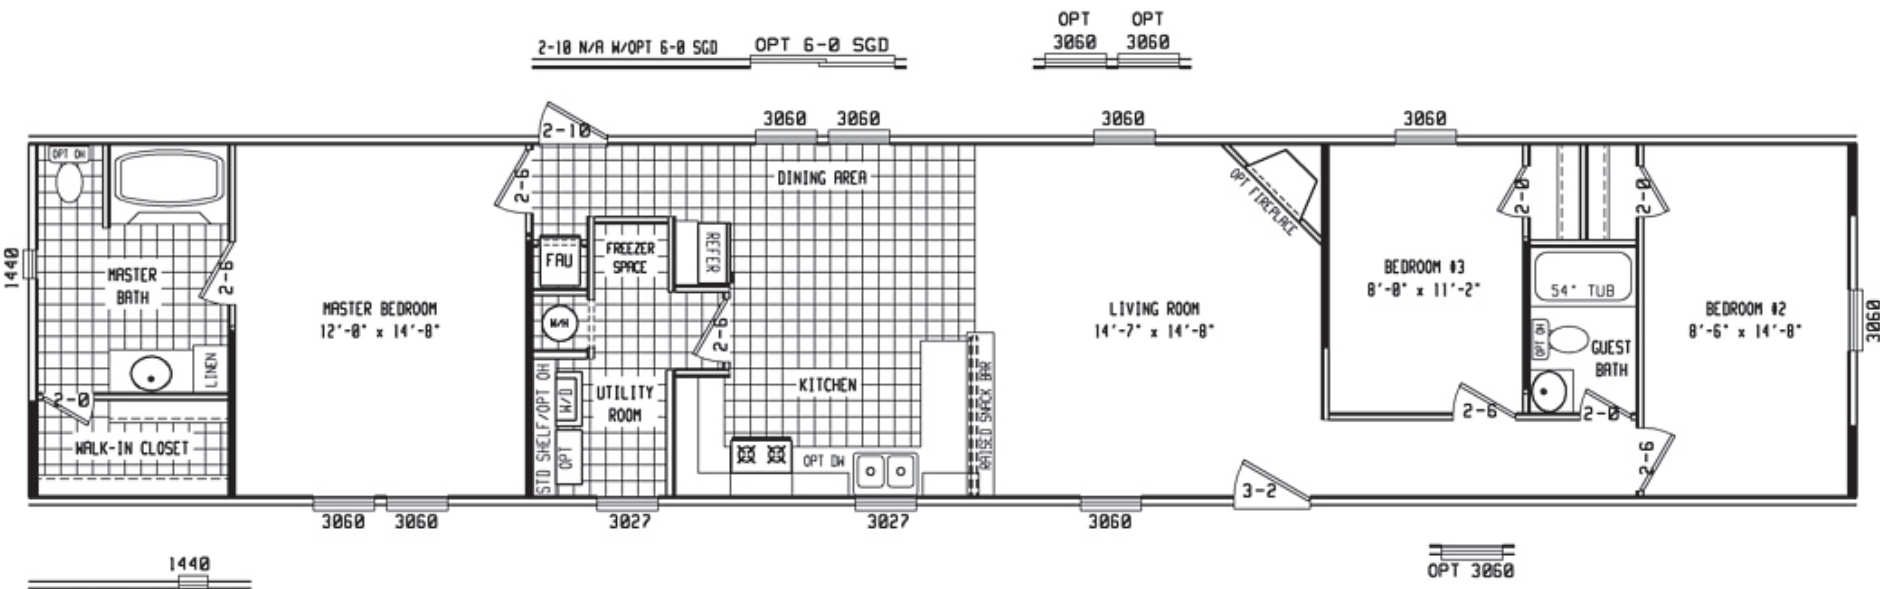 OPT OPT
3060 3060
2-10 N/A W/OPT 6-0 SGD
OPT 6-0 SGD
2-10
3060 3060
3060
3060
OPT OH
1440
MASTER
BATH
2-6
LINEN
2-0
WALK-IN CLOSET
MASTER BEDROOM
12'-0" x 14'-8"
2-6
DINING AREA
FAU
FREEZER
SPACE
REFER
W/H
2-6
STD SHELF/OPT OH
W/D
OPT
UTILITY
ROOM
KITCHEN
OPT DW
RAISED SNACK BAR
LIVING ROOM
14'-7" x 14'-8"
OPT FIREPLACE
BEDROOM #3
8'-0" x 11'-2"
2-0
2-0
54" TUB
OPT OH
GUEST
BATH
2-6
2-0
BEDROOM #2
8'-6" x 14'-8"
2-6
3060
3-2
3060 3060
3027
3027
3060
1440
OPT 3060